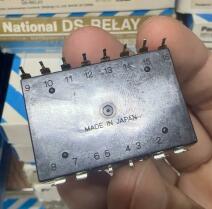 National DS-RELAY
9 10 11 12 13 14 15 16
MADE IN JAPAN
8 7 6 5 4 3 2